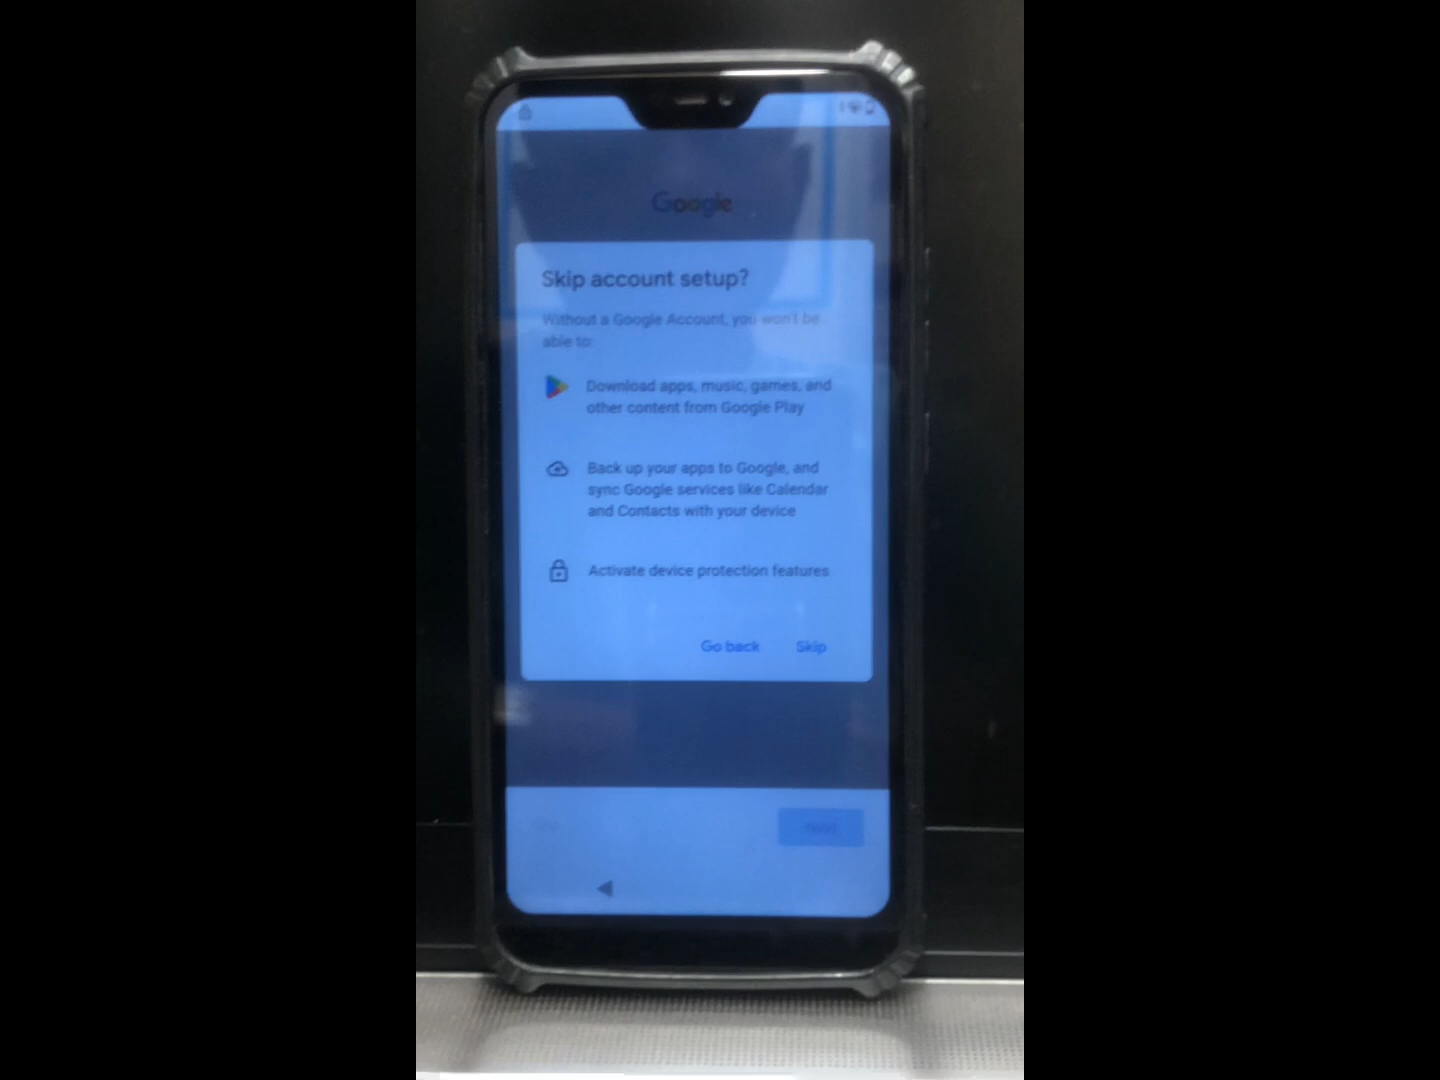 Google
Skip account setup?
Without a Google Account, you won't be
able to:
Download apps, music, games, and
other content from Google Play
Back up your apps to Google, and
sync Google services like Calendar
and Contacts with your device
Activate device protection features
Go back Skip